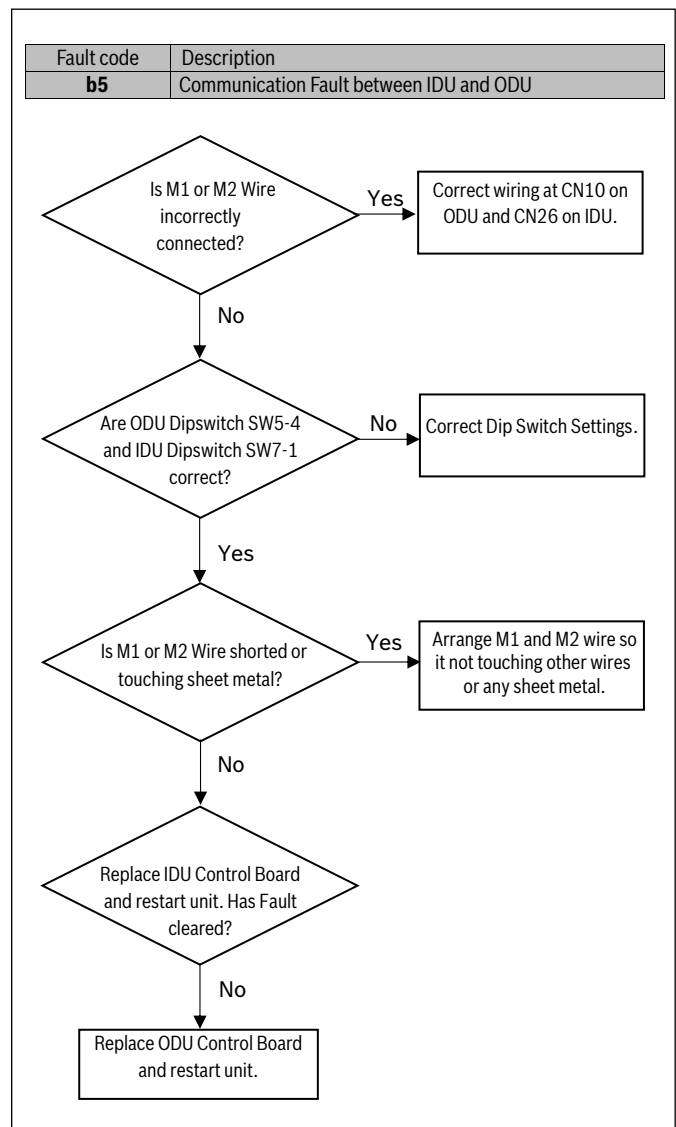 Fault code Description
b5 Communication Fault between IDU and ODU
Is M1 or M2 Wire
incorrectly
connected?
Yes
Correct wiring at CN10 on
ODU and CN26 on IDU.
No
Are ODU Dipswitch SW5-4
and IDU Dipswitch SW7-1
correct?
No
Correct Dip Switch Settings.
Yes
Is M1 or M2 Wire shorted or
touching sheet metal?
Yes
Arrange M1 and M2 wire so
it not touching other wires
or any sheet metal.
No
Replace IDU Control Board
and restart unit. Has Fault
cleared?
No
Replace ODU Control Board
and restart unit.